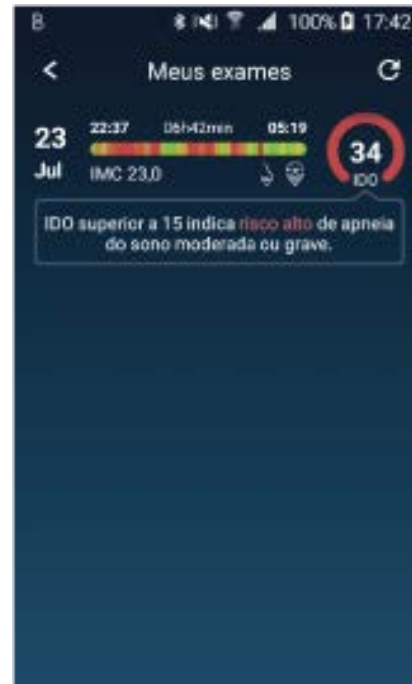 B 100% 17:42
Meus exames
22:37 06h42min 05:19
23
Jul
IMC 23,0
34
IDO
IDO superior a 15 indica risco alto de apneia
do sono moderada ou grave.